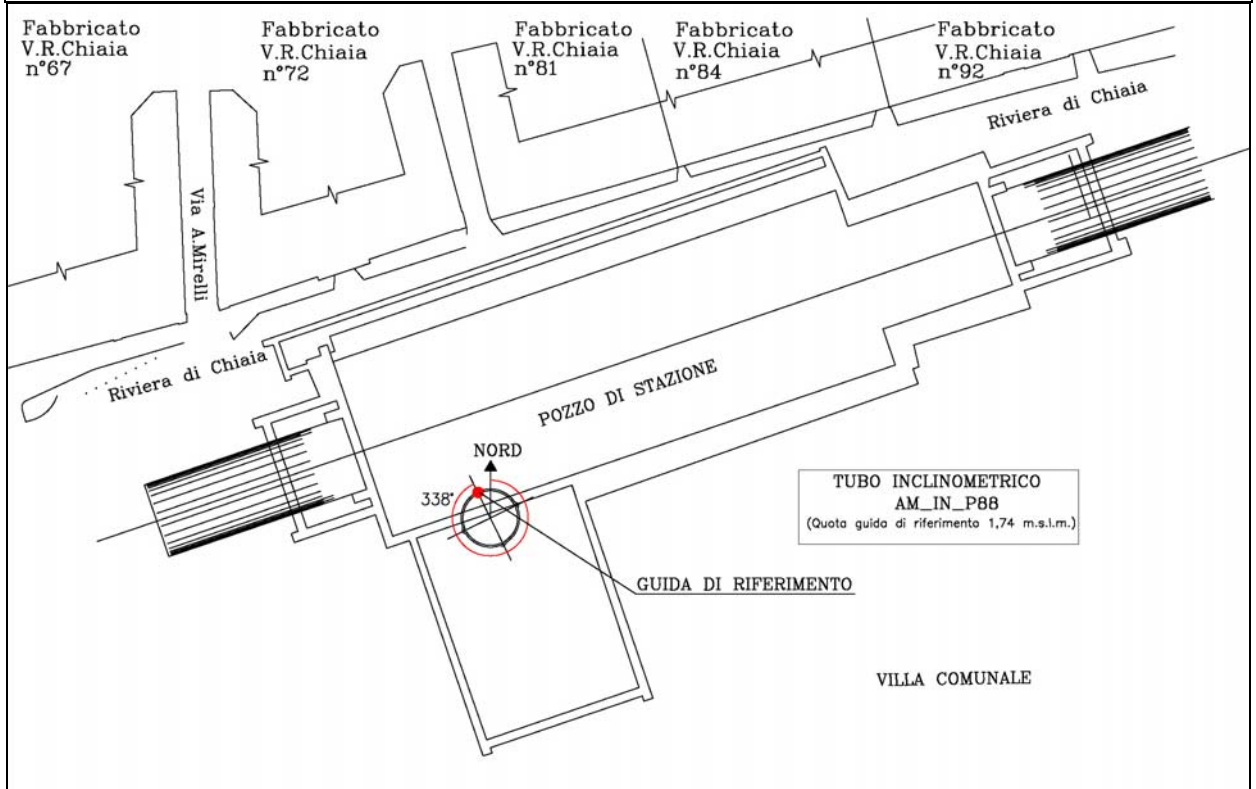 Fabbricato
V.R.Chiaia
n°67
Fabbricato
V.R.Chiaia
n°72
Fabbricato
V.R.Chiaia
n°81
Fabbricato
V.R.Chiaia
n°84
Fabbricato
V.R.Chiaia
n°92
Riviera di Chiaia
Via A.Mirelli
Riviera di Chiaia
POZZO DI STAZIONE
NORD
338°
TUBO INCLINOMETRICO
AM_IN_P88
(Quota guida di riferimento 1,74 m.s.l.m.)
GUIDA DI RIFERIMENTO
VILLA COMUNALE